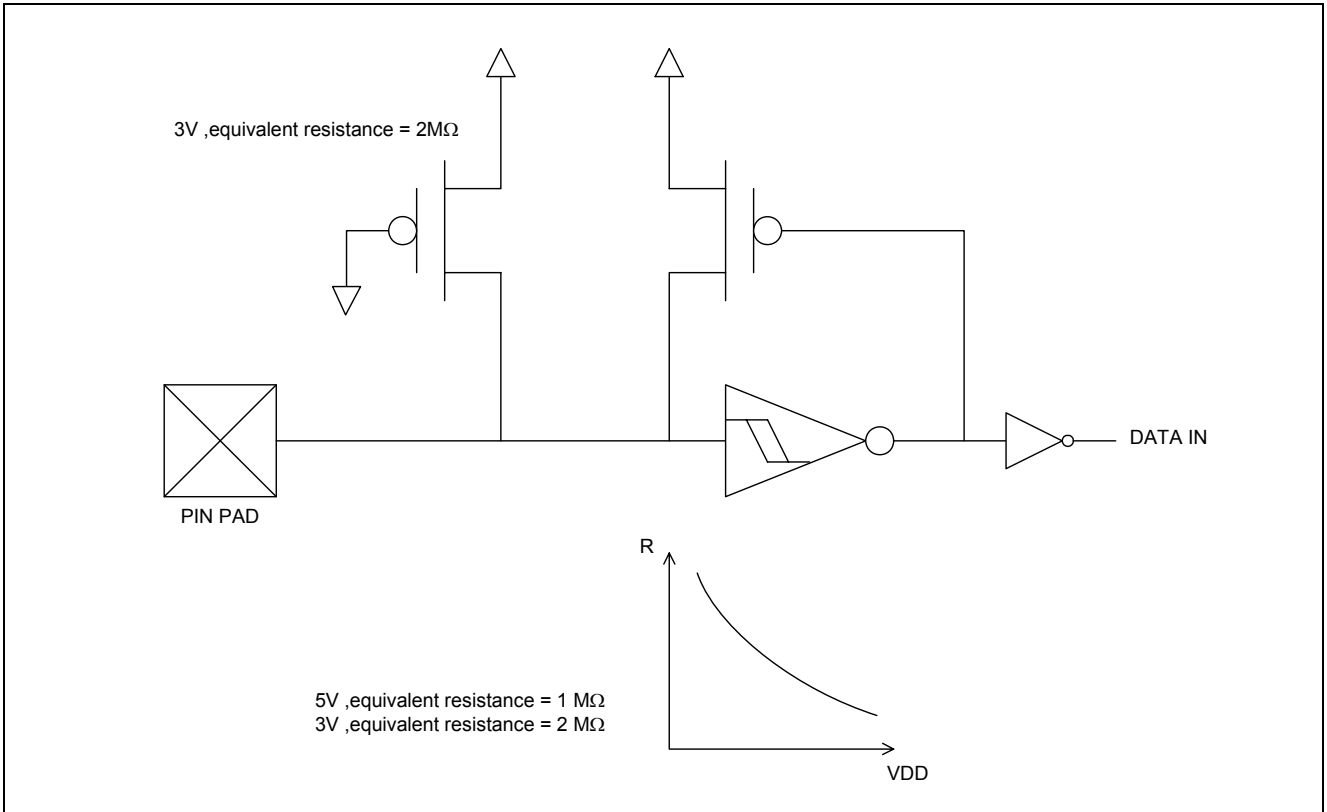 3V ,equivalent resistance = 2MΩ
DATA IN
PIN PAD
R
5V ,equivalent resistance = 1 MΩ
3V ,equivalent resistance = 2 MΩ
VDD